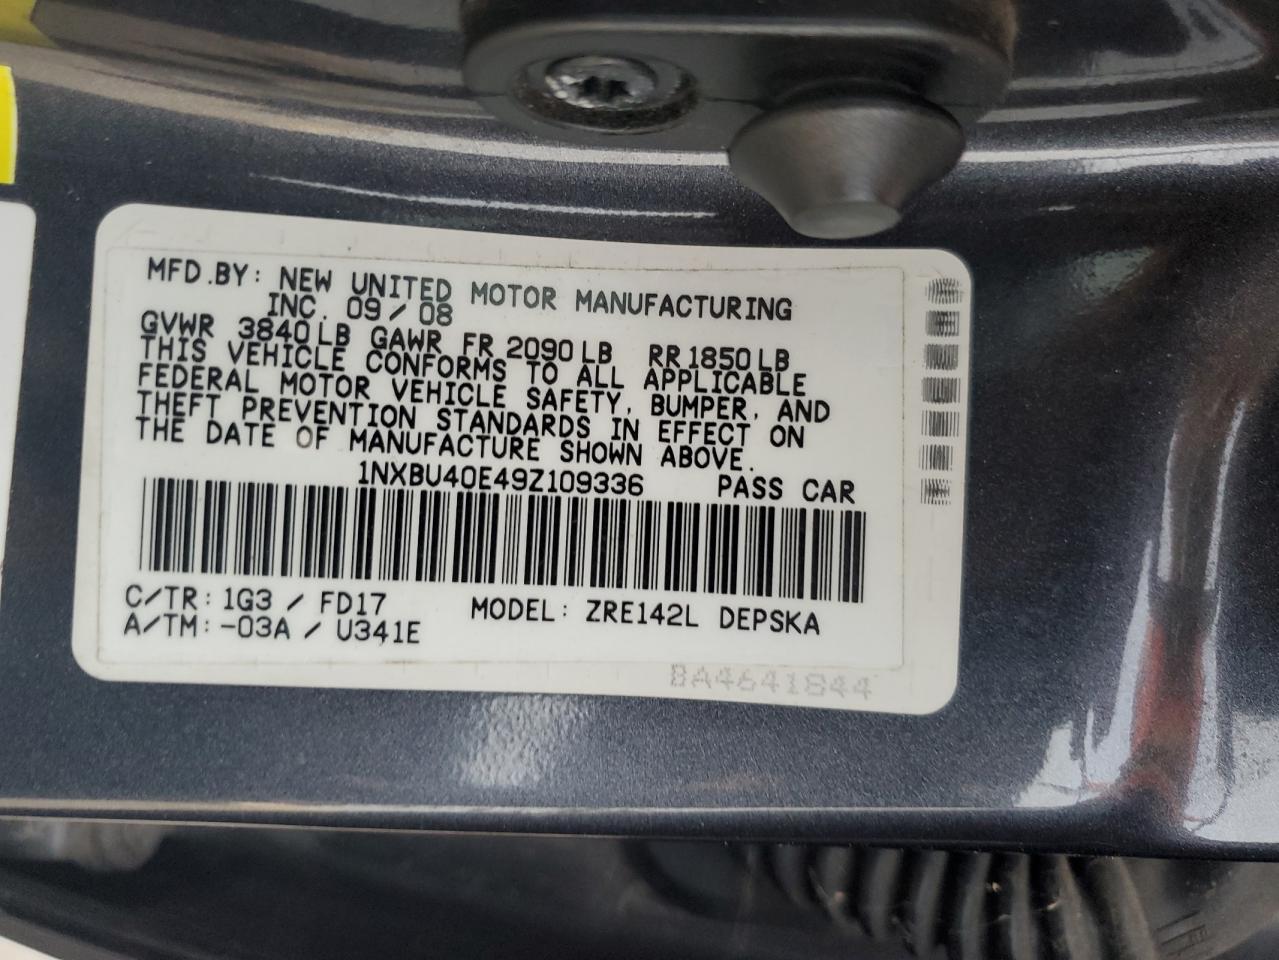 MFD.BY: NEW UNITED MOTOR MANUFACTURING
INC. 09/08
GVWR 3840LB GAWR FR 2090LB RR 1850LB
THIS VEHICLE CONFORMS TO ALL APPLICABLE
FEDERAL MOTOR VEHICLE SAFETY, BUMPER, AND
THEFT PREVENTION STANDARDS IN EFFECT ON
THE DATE OF MANUFACTURE SHOWN ABOVE.
1NXBU40E49Z109336 PASS CAR
C/TR: 1G3 / FD17 MODEL: ZRE142L DEPSKA
A/TM: -03A / U341E
BA4641844